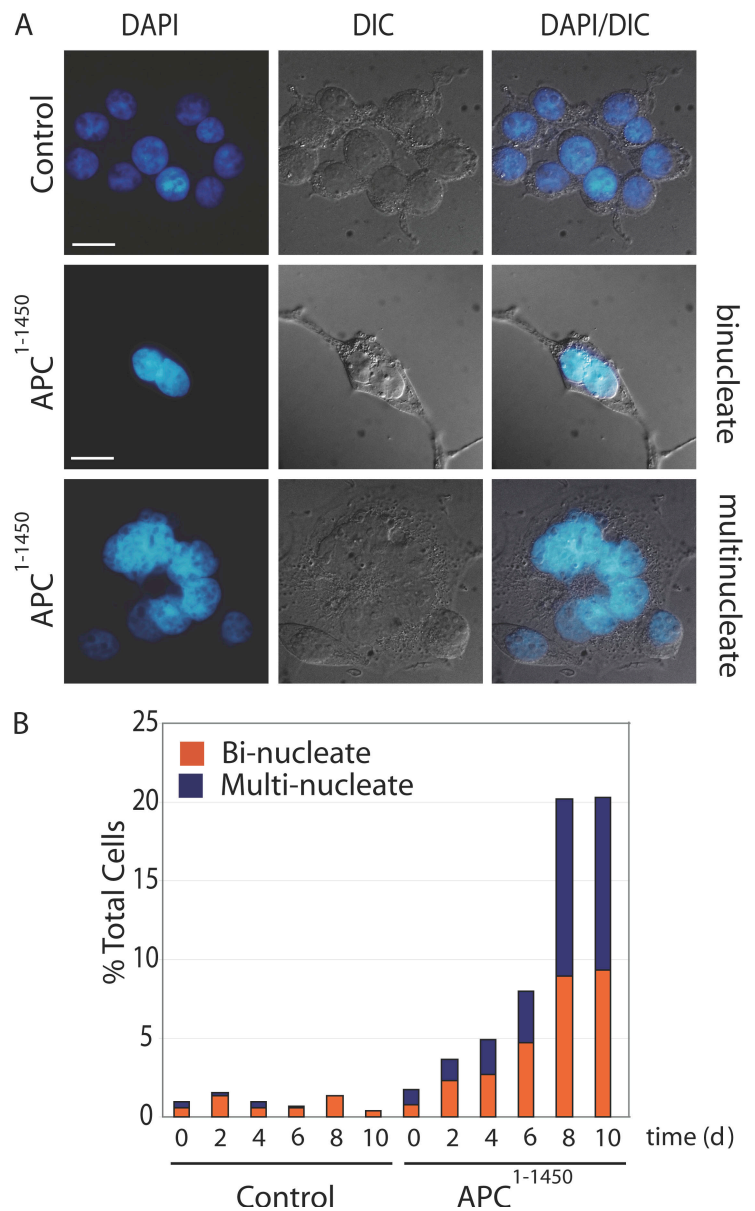 A
DAPI DIC DAPI/DIC
Control
APC1-1450
binucleate
APC1-1450
multinucleate
B
25
20
15
10
5
0
% Total Cells
Bi-nucleate
Multi-nucleate
0 2 4 6 8 10 0 2 4 6 8 10 time (d)
Control APC1-1450